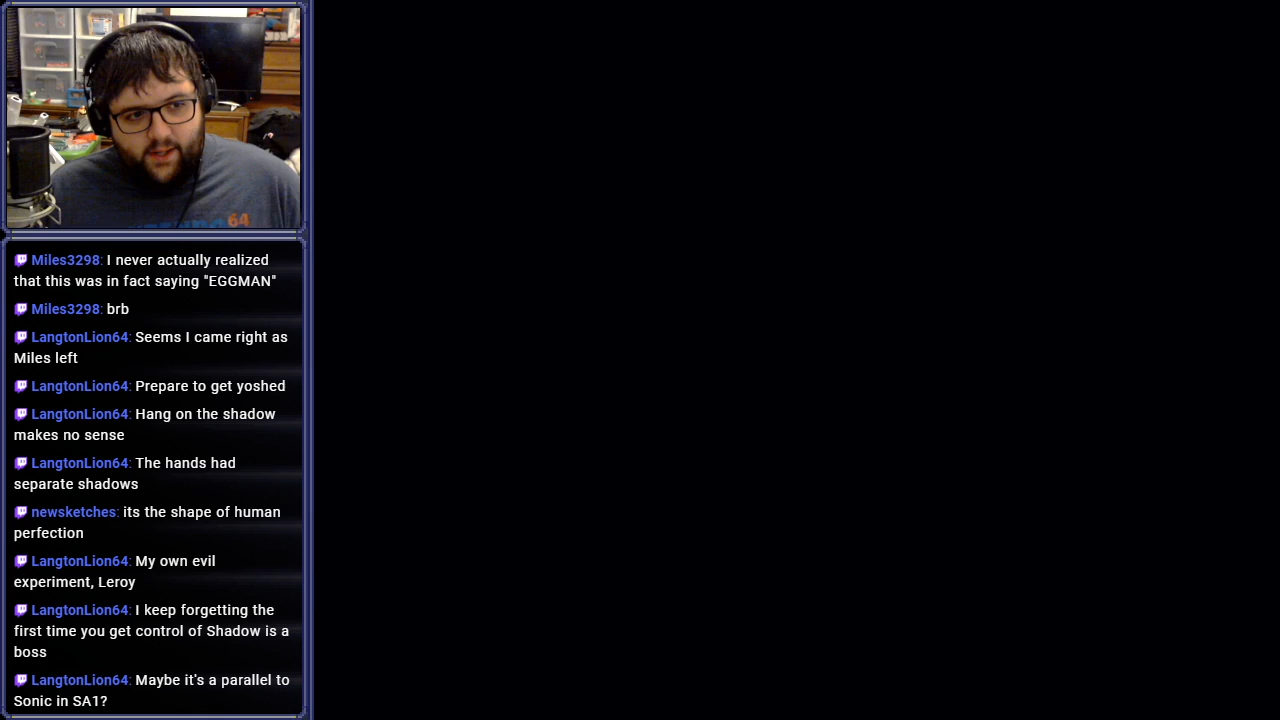 64
Miles3298: I never actually realized
that this was in fact saying "EGGMAN"
Miles3298: brb
LangtonLion64: Seems I came right as
Miles left
LangtonLion64: Prepare to get yoshed
LangtonLion64: Hang on the shadow
makes no sense
LangtonLion64: The hands had
separate shadows
newsketches: its the shape of human
perfection
LangtonLion64: My own evil
experiment, Leroy
LangtonLion64: I keep forgetting the
first time you get control of Shadow is a
boss
LangtonLion64: Maybe it's a parallel to
Sonic in SA1?